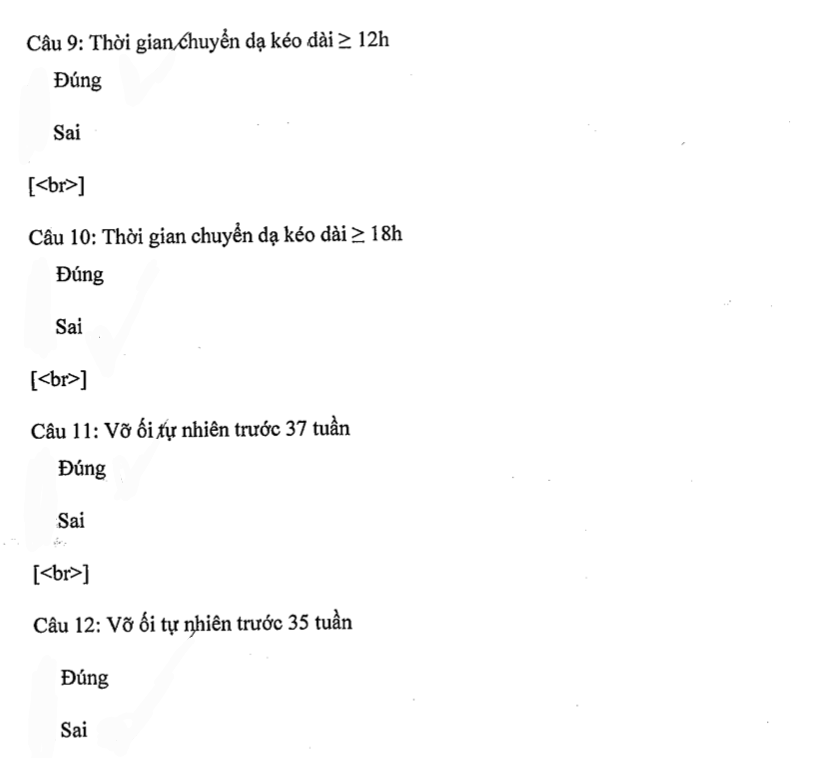 Câu 9: Thời gian chuyển dạ kéo dài ≥ 12h
Đúng
Sai
[<br>]
Câu 10: Thời gian chuyển dạ kéo dài ≥ 18h
Đúng
Sai
[<br>]
Câu 11: Vỡ ối tự nhiên trước 37 tuần
Đúng
Sai
[<br>]
Câu 12: Vỡ ối tự nhiên trước 35 tuần
Đúng
Sai